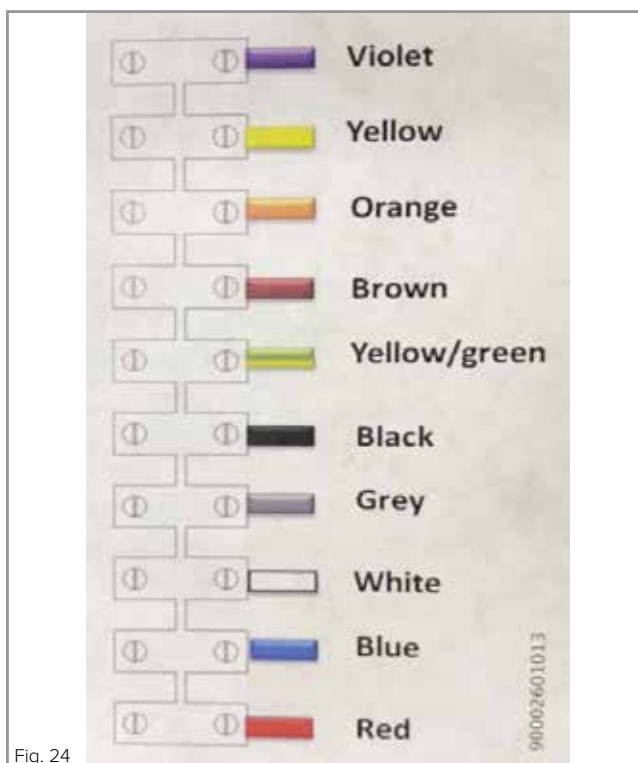 Violet
Yellow
Orange
Brown
Yellow/green
Black
Grey
White
Blue
Red
90002601013
Fig. 24